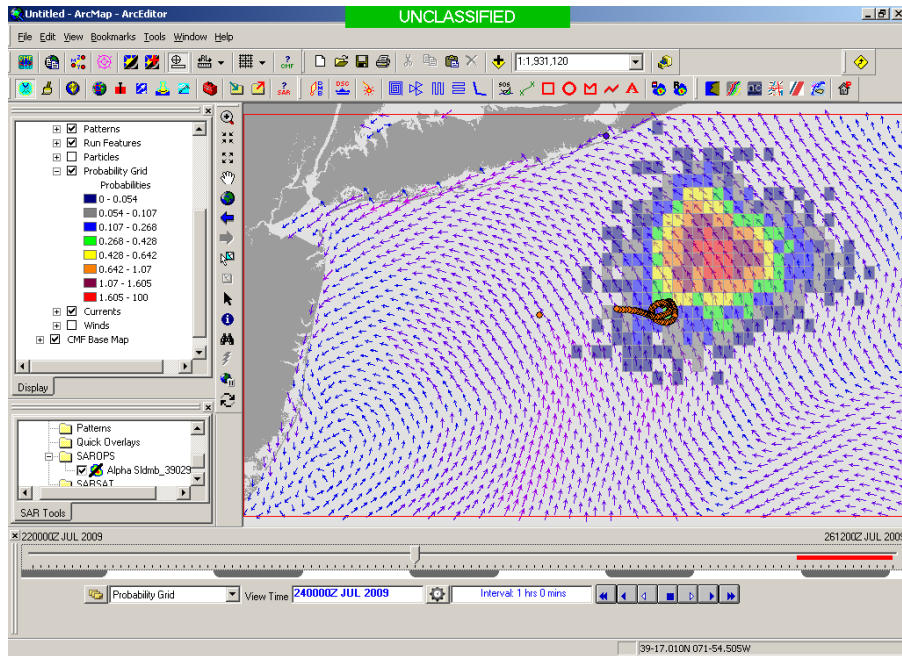 Untitled - ArcMap - ArcEditor
UNCLASSIFIED
File Edit View Bookmarks Tools Window Help
? CMF
1:1,931,120
? SAR
DSC
SOS
nc
Patterns
Run Features
Particles
Probability Grid
Probabilities
0 - 0.054
0.054 - 0.107
0.107 - 0.268
0.268 - 0.428
0.428 - 0.642
0.642 - 1.07
1.07 - 1.605
1.605 - 100
Currents
Winds
CMF Base Map
Display
Patterns
Quick Overlays
SAROPS
Alpha Sldmb_39029
SARSAT
SAR Tools
220000Z JUL 2009
261200Z JUL 2009
Probability Grid
View Time
240000Z JUL 2009
Interval: 1 hrs 0 mins
39-17.010N 071-54.505W